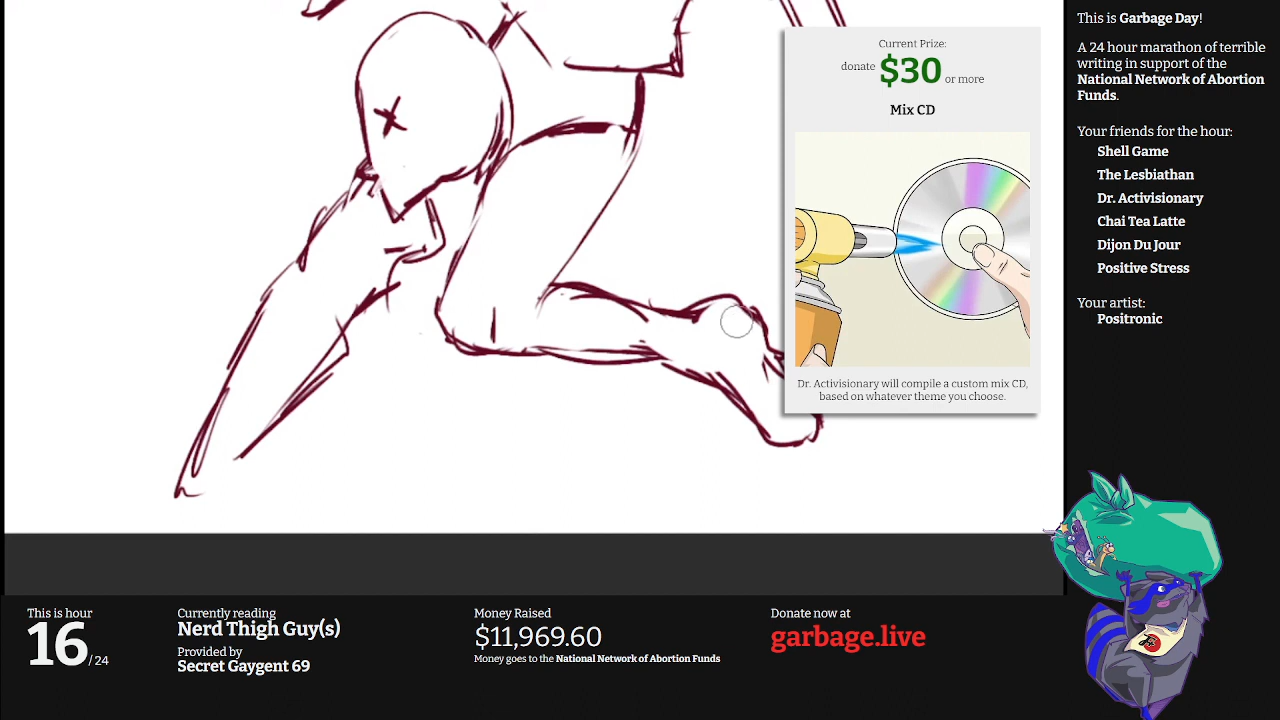 This is Garbage Day!
A 24 hour marathon of terrible
writing in support of the
National Network of Abortion
Funds.
Your friends for the hour:
Shell Game
The Lesbiathan
Dr. Activisionary
Chai Tea Latte
Dijon Du Jour
Positive Stress
Your artist:
Positronic
Current Prize:
donate $30 or more
Mix CD
Dr. Activisionary will compile a custom mix CD,
based on whatever theme you choose.
This is hour
16/24
Currently reading
Nerd Thigh Guy(s)
Provided by
Secret Gaygent 69
Money Raised
$11,969.60
Money goes to the National Network of Abortion Funds
Donate now at
garbage.live